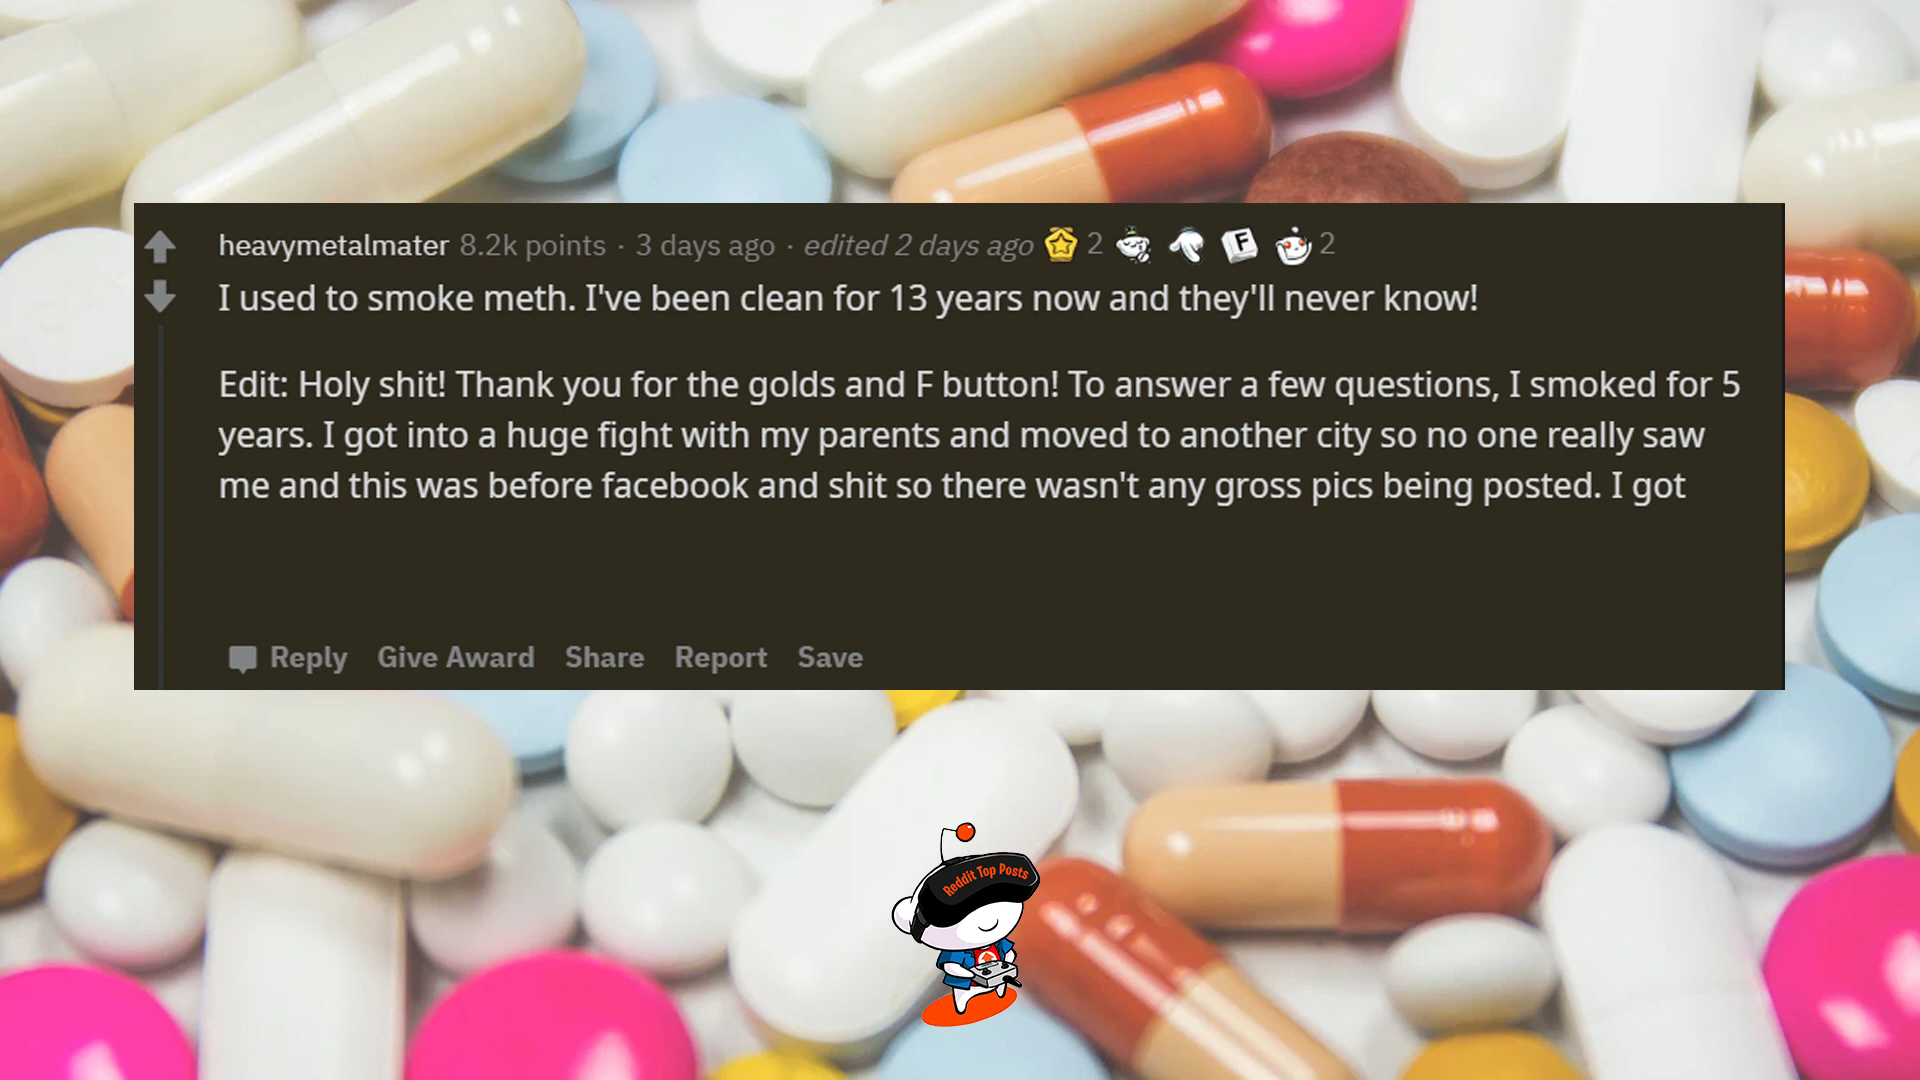 heavymetalmater 8.2k points · 3 days ago · edited 2 days ago 2 F 2
I used to smoke meth. I've been clean for 13 years now and they'll never know!
Edit: Holy shit! Thank you for the golds and F button! To answer a few questions, I smoked for 5
years. I got into a huge fight with my parents and moved to another city so no one really saw
me and this was before facebook and shit so there wasn't any gross pics being posted. I got
Reply Give Award Share Report Save
Reddit Top Posts